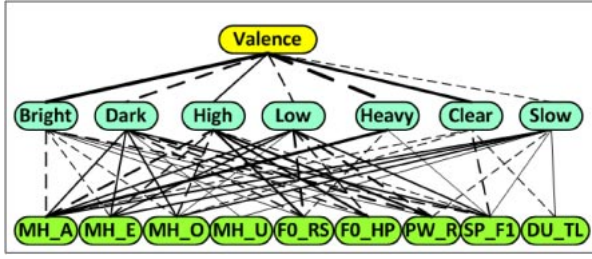 Valence
Bright Dark High Low Heavy Clear Slow
MH_A MH_E MH_O MH_U F0_RS F0_HP PW_R SP_F1 DU_TL